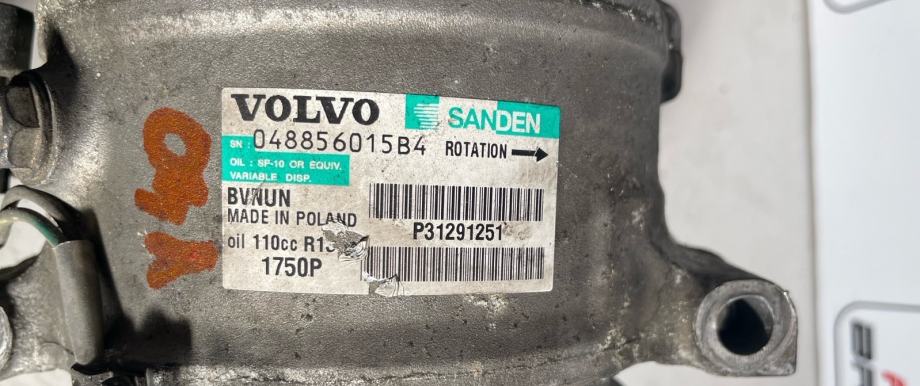 VOLVO SANDEN
SN : 048856015B4 ROTATION
OIL : SP-10 OR EQUIV.
VARIABLE DISP.
BVNUN
MADE IN POLAND
P31291251
oil 110cc
1750P